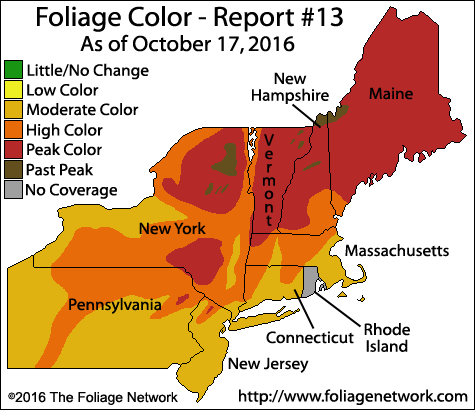 Foliage Color - Report #13
As of October 17, 2016
Little/No Change
Low Color
Moderate Color
High Color
Peak Color
Past Peak
No Coverage
New
Hampshire
Maine
Vermont
New York
Massachusetts
Pennsylvania
Connecticut
Rhode
Island
New Jersey
©2016 The Foliage Network
http://www.foliagenetwork.com